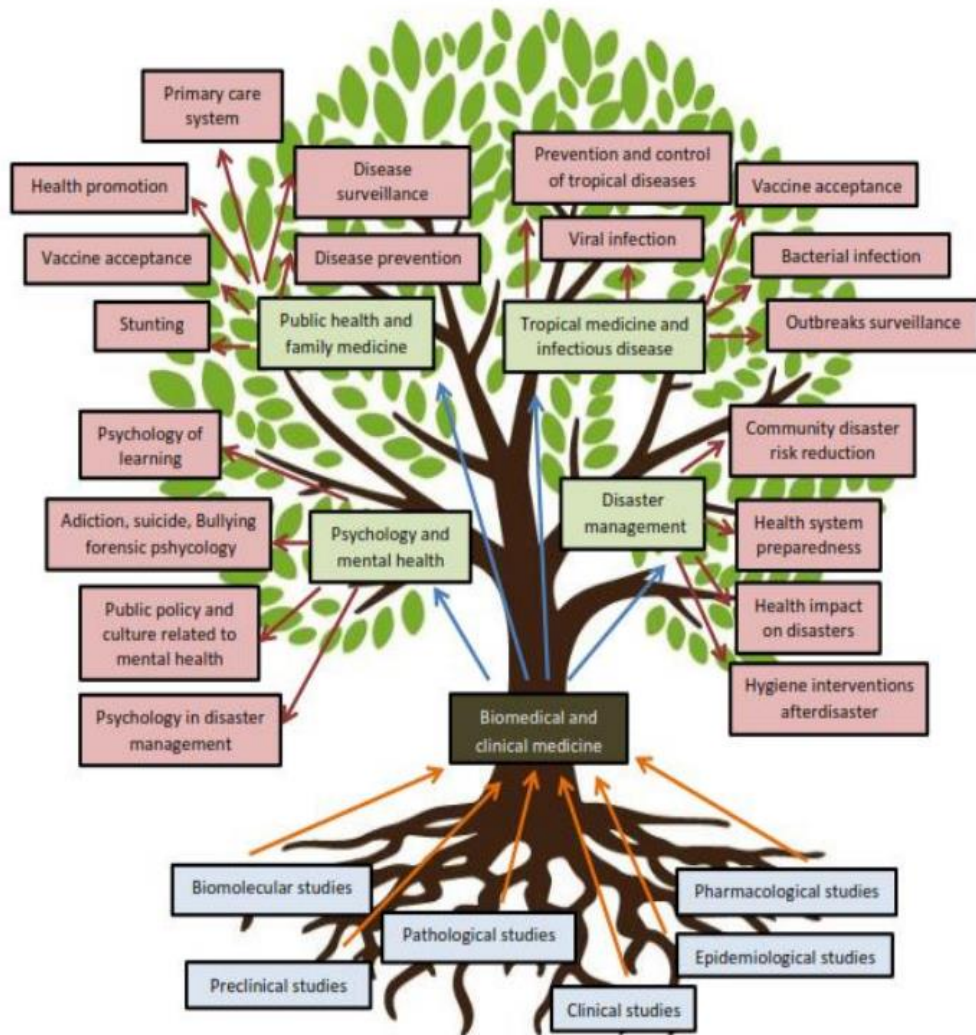 Primary care
system
Health promotion
Vaccine acceptance
Stunting
Disease
surveillance
Disease prevention
Public health and
family medicine
Prevention and control
of tropical diseases
Viral infection
Vaccine acceptance
Bacterial infection
Outbreaks surveillance
Tropical medicine and
infectious disease
Psychology of
learning
Adiction, suicide, Bullying
forensic pshycology
Public policy and
culture related to
mental health
Psychology in disaster
management
Psychology and
mental health
Disaster
management
Community disaster
risk reduction
Health system
preparedness
Health impact
on disasters
Hygiene interventions
afterdisaster
Biomedical and
clinical medicine
Biomolecular studies
Preclinical studies
Pathological studies
Clinical studies
Epidemiological studies
Pharmacological studies